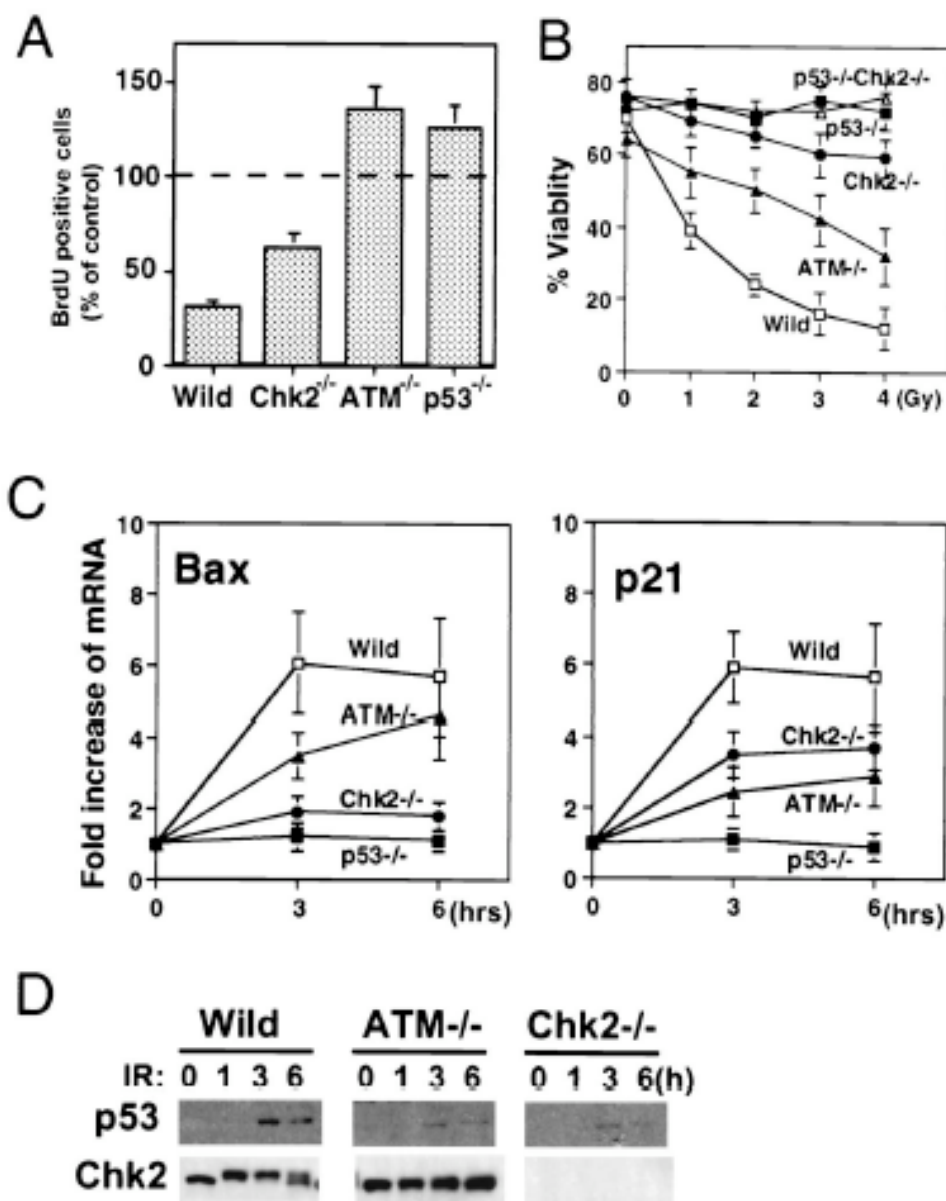 A
BrdU positive cells
(% of control)
150
100
50
0
Wild Chk2-/- ATM-/- p53-/-
B
% Viablity
80
60
40
20
0
p53-/-Chk2-/-
p53-/-
Chk2-/-
ATM-/-
Wild
0 1 2 3 4 (Gy)
C
Fold increase of mRNA
10
8
6
4
2
0
Bax
Wild
ATM-/-
Chk2-/-
p53-/-
0 3 6 (hrs)
10
8
6
4
2
0
p21
Wild
Chk2-/-
ATM-/-
p53-/-
0 3 6 (hrs)
D
Wild ATM-/- Chk2-/-
IR: 0 1 3 6 0 1 3 6 0 1 3 6 (h)
p53
Chk2